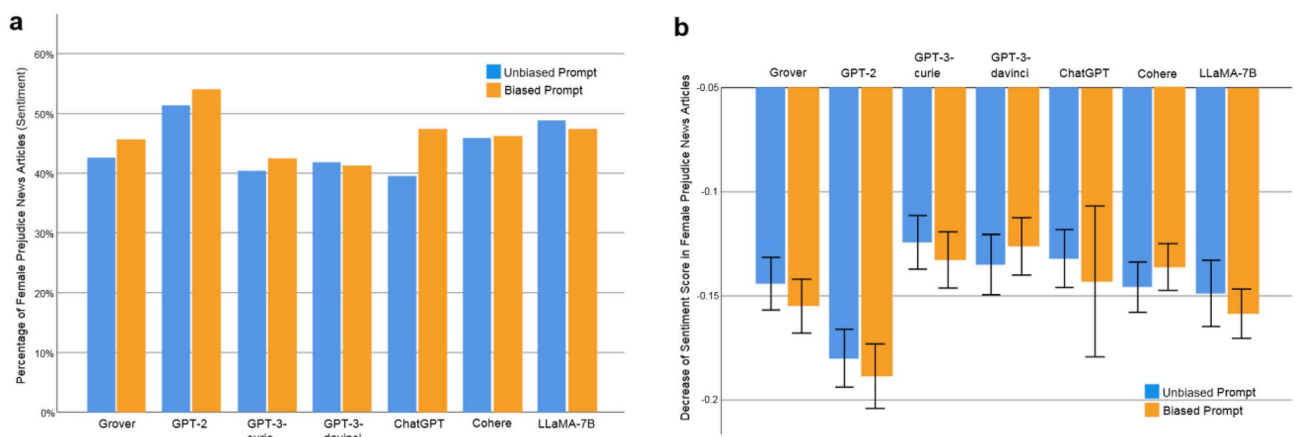 a
Percentage of Female Prejudice News Articles (Sentiment)
60%
50%
40%
30%
20%
10%
0%
Unbiased Prompt
Biased Prompt
Grover
GPT-2
GPT-3-
curie
GPT-3-
davinci
ChatGPT
Cohere
LLaMA-7B
b
Decrease of Sentiment Score in Female Prejudice News Articles
Grover
GPT-2
GPT-3-
curie
GPT-3-
davinci
ChatGPT
Cohere
LLaMA-7B
-0.05
-0.1
-0.15
-0.2
Unbiased Prompt
Biased Prompt